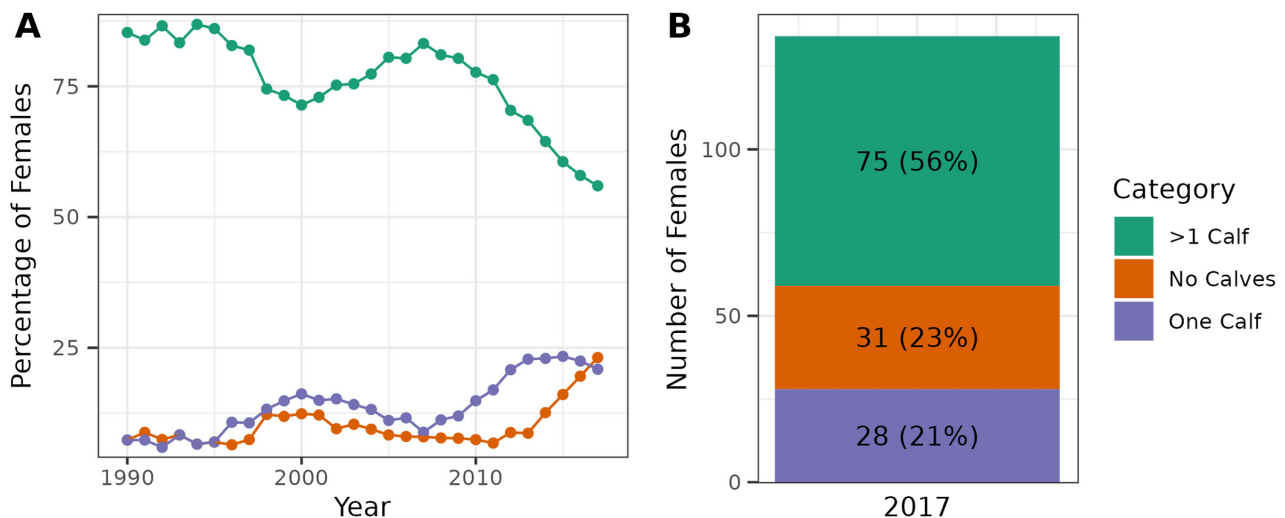 A
Percentage of Females
75
50
25
1990
2000
2010
Year
B
Number of Females
100
50
0
75 (56%)
31 (23%)
28 (21%)
2017
Category
>1 Calf
No Calves
One Calf